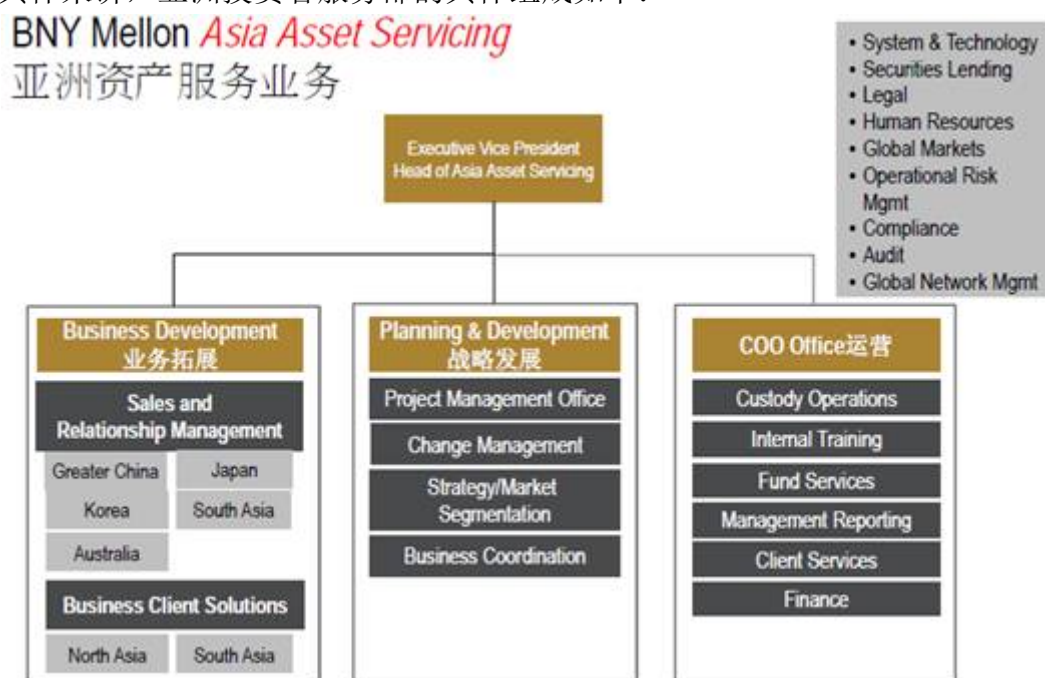 BNY Mellon Asia Asset Servicing
亚洲资产服务业务
• System & Technology
• Securities Lending
• Legal
• Human Resources
• Global Markets
• Operational Risk
Mgmt
• Compliance
• Audit
• Global Network Mgmt
Executive Vice President
Head of Asia Asset Servicing
Business Development
业务拓展
Sales and
Relationship Management
Greater China
Japan
Korea
South Asia
Australia
Business Client Solutions
North Asia
South Asia
Planning & Development
战略发展
Project Management Office
Change Management
Strategy/Market
Segmentation
Business Coordination
COO Office运营
Custody Operations
Internal Training
Fund Services
Management Reporting
Client Services
Finance